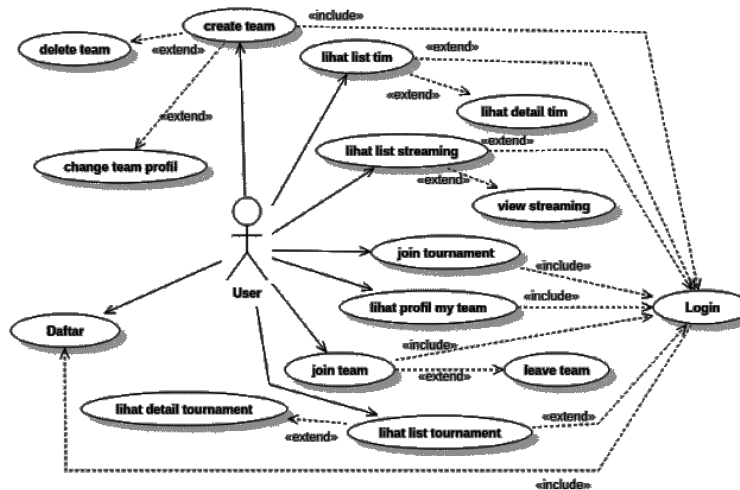 «include»
create team
delete team
«extend»
«extend»
lihat list tim
«extend»
«extend»
lihat detail tim
«extend»
change team profil
lihat list streaming
«extend»
«extend»
view streaming
join tournament
«include»
User
lihat profil my team
«include»
Login
Daftar
«include»
join team
«extend»
leave team
lihat detail tournament
«extend»
lihat list tournament
«extend»
«include»